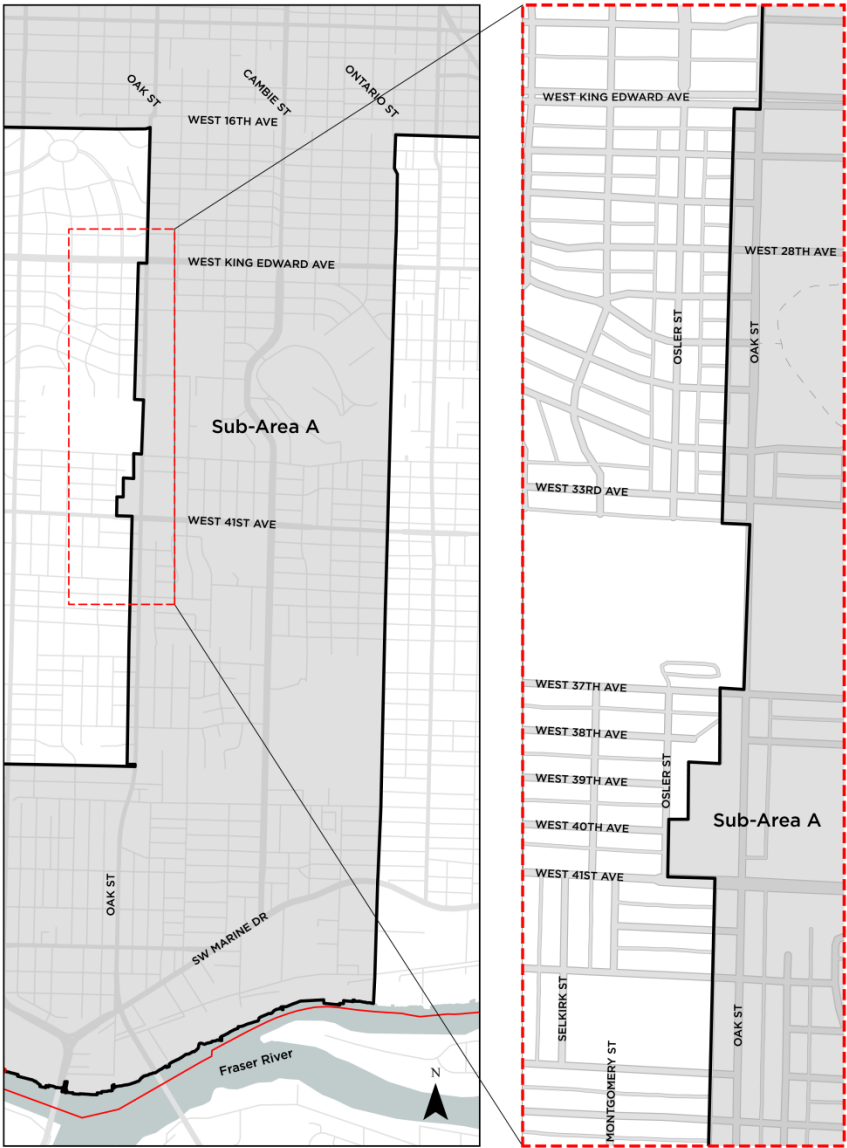 OAK ST
CAMBIE ST
ONTARIO ST
WEST 16TH AVE
WEST KING EDWARD AVE
Sub-Area A
WEST 41ST AVE
OAK ST
SW MARINE DR
Fraser River
N
WEST KING EDWARD AVE
WEST 28TH AVE
OSLER ST
OAK ST
WEST 33RD AVE
WEST 37TH AVE
WEST 38TH AVE
OSLER ST
WEST 39TH AVE
Sub-Area A
WEST 40TH AVE
WEST 41ST AVE
SELKIRK ST
OAK ST
MONTGOMERY ST